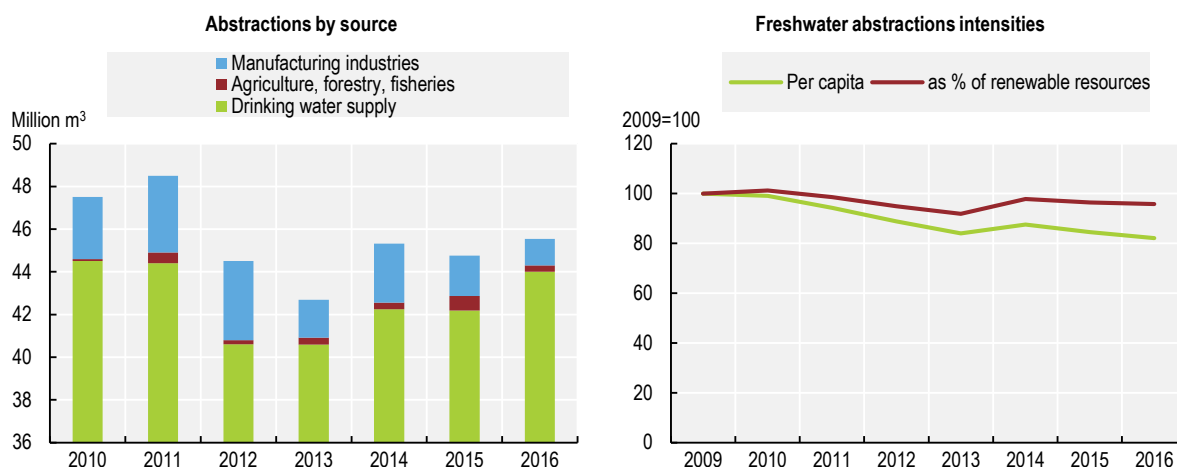 Abstractions by source
Manufacturing industries
Agriculture, forestry, fisheries
Drinking water supply
Million m³
50
48
46
44
42
40
38
36
2010 2011 2012 2013 2014 2015 2016
Freshwater abstractions intensities
Per capita as % of renewable resources
2009=100
120
100
80
60
40
20
0
2009 2010 2011 2012 2013 2014 2015 2016